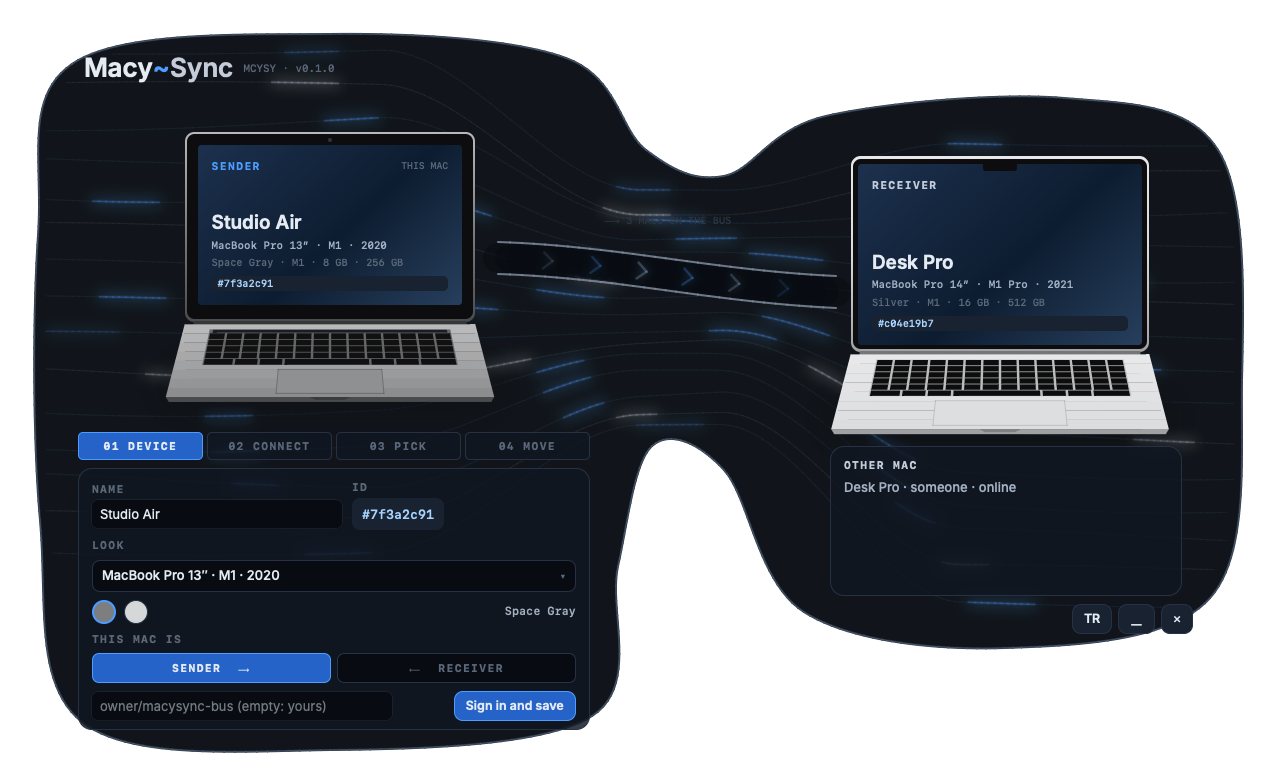 Macy~Sync MCYSY · v0.1.0
SENDER THIS MAC
Studio Air
MacBook Pro 13″ · M1 · 2020
Space Gray · M1 · 8 GB · 256 GB
#7f3a2c91
THE BUS
RECEIVER
Desk Pro
MacBook Pro 14″ · M1 Pro · 2021
Silver · M1 · 16 GB · 512 GB
#c04e19b7
01 DEVICE 02 CONNECT 03 PICK 04 MOVE
NAME ID
Studio Air #7f3a2c91
LOOK
MacBook Pro 13″ · M1 · 2020
Space Gray
THIS MAC IS
SENDER → ← RECEIVER
owner/macysync-bus (empty: yours) Sign in and save
OTHER MAC
Desk Pro · someone · online
TR _ ×